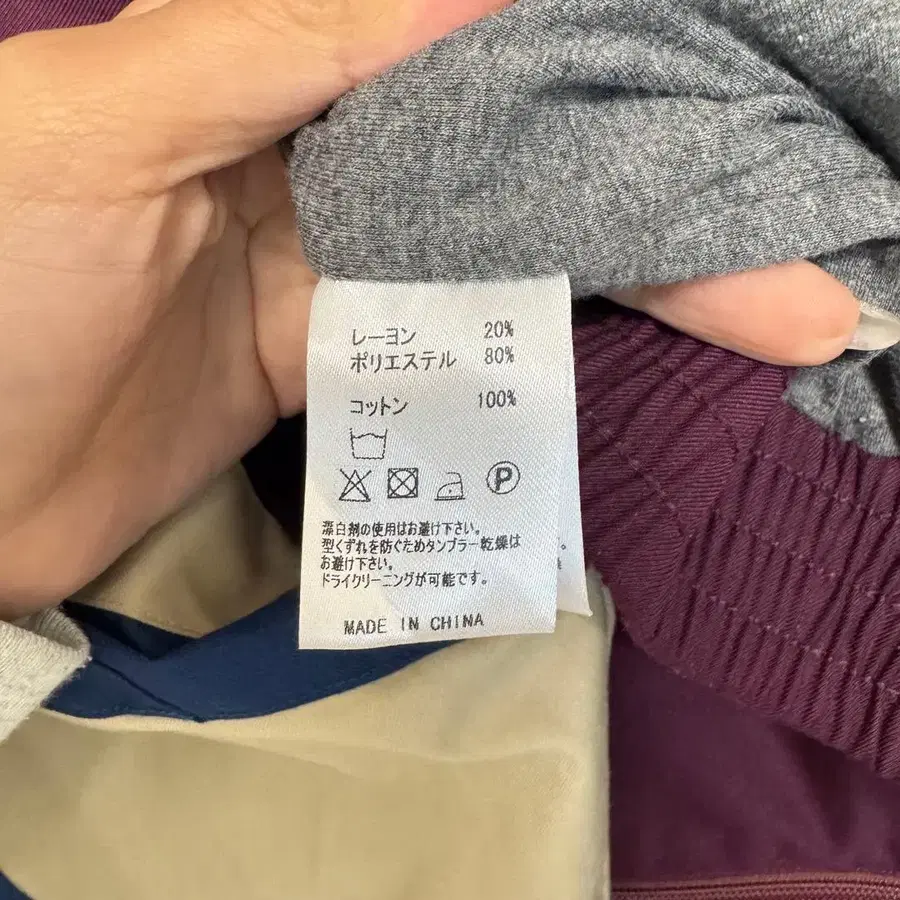 レーヨン 20%
ポリエステル 80%
コットン 100%
P
漂白剤の使用はお避け下さい。
型くずれを防ぐためタンブラー乾燥は
お避け下さい。
ドライクリーニングが可能です。
MADE IN CHINA